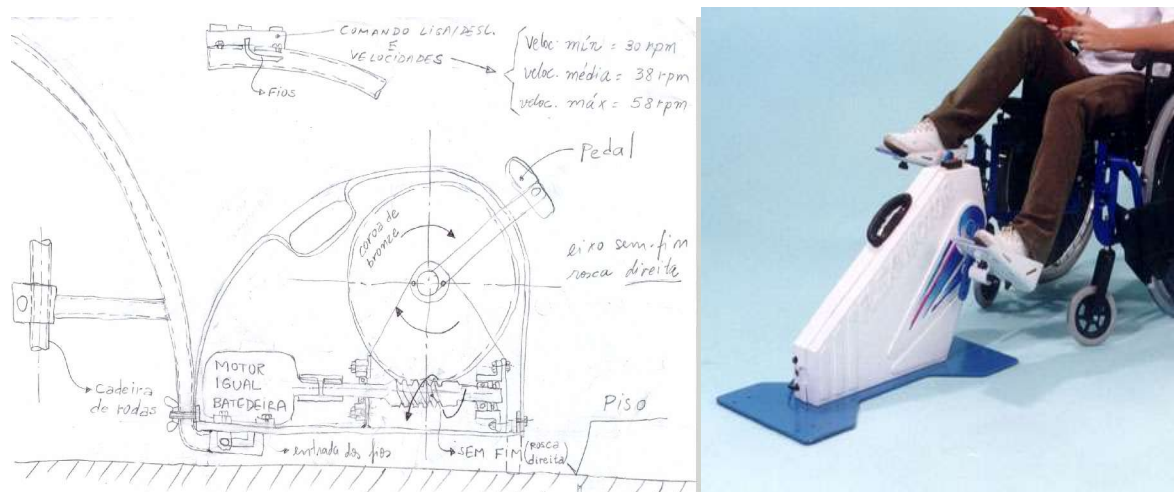 COMANDO LIGA/DESL.
E
VELOCIDADES
FIOS
Veloc. mín = 30 rpm
veloc. média = 38 rpm
veloc. máx = 58 rpm
Pedal
coroa de
bronze
eixo sem-fim
rosca direita
MOTOR
IGUAL
BATEDEIRA
Cadeira
de rodas
entrada dos fios
SEM FIM (rosca
direita)
Piso